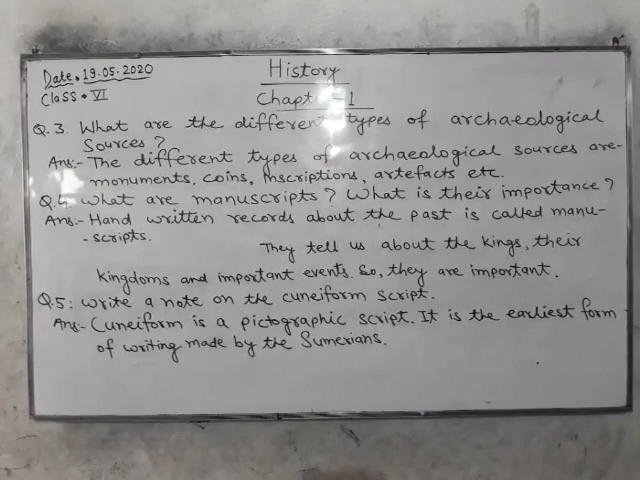 Date. 19.05.2020
History
Class • VI
Chapt - 1
Q.3. What are the different types of archaeological
Sources?
Ans:- The different types of archaeological sources are-
monuments, coins, inscriptions, artefacts etc.
Q.4. What are manuscripts? What is their importance?
Ans:- Hand written records about the past is called manu-
-scripts.
They tell us about the kings, their
kingdoms and important events. So, they are important.
Q.5: Write a note on the cuneiform script.
Ans:- Cuneiform is a pictographic script. It is the earliest form
of writing made by the Sumerians.